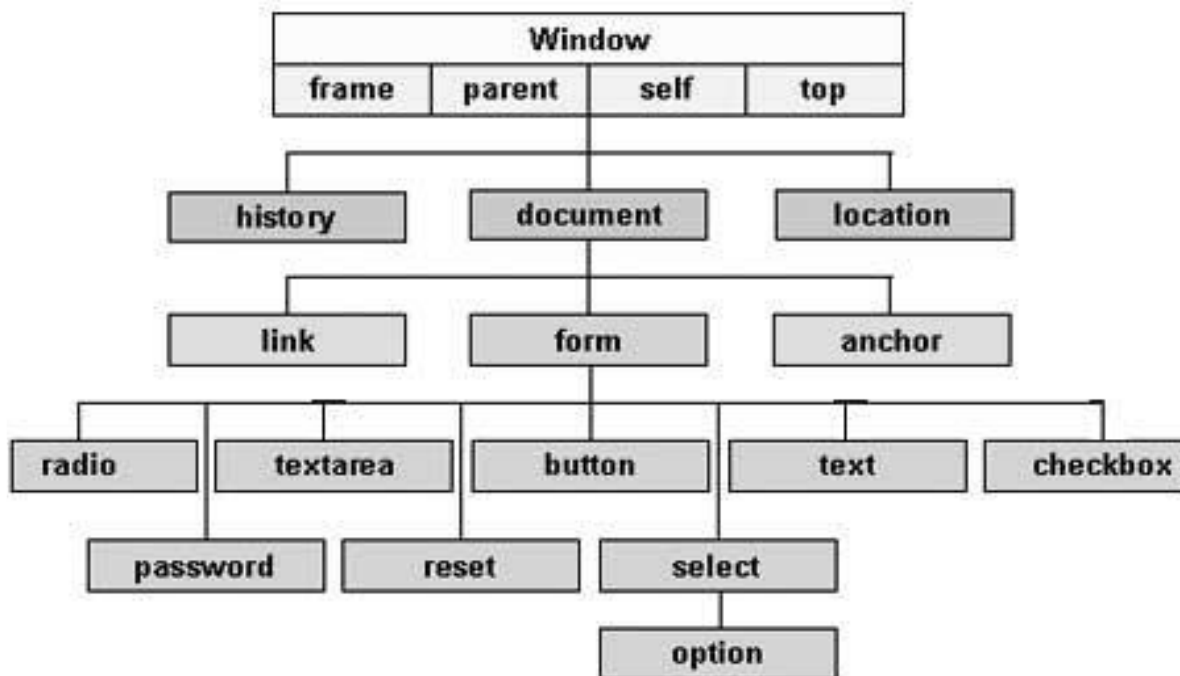 Window
frame parent self top
history document location
link form anchor
radio textarea button text checkbox
password reset select
option